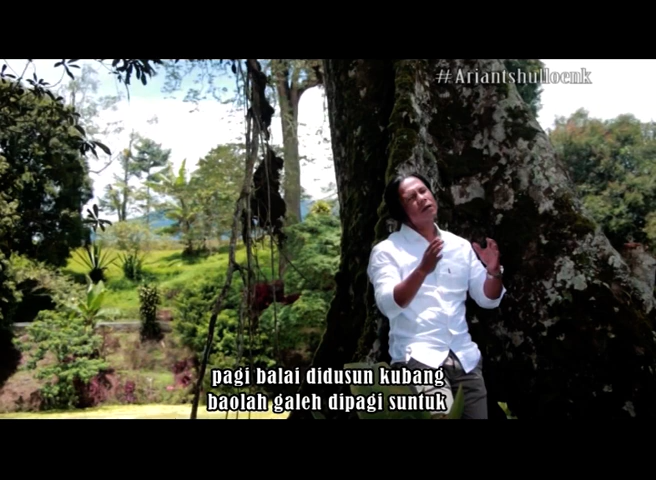 #Ariantshulloenk
pagi balai didusun kubang
baolah galeh dipagi suntuk